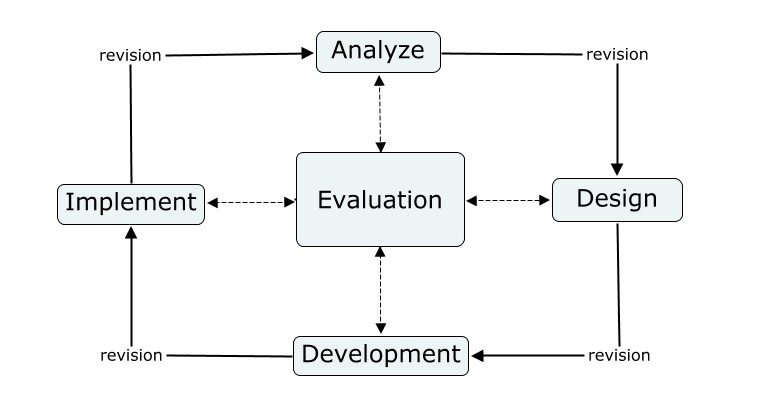 Analyze
revision
revision
Implement
Evaluation
Design
Development
revision
revision